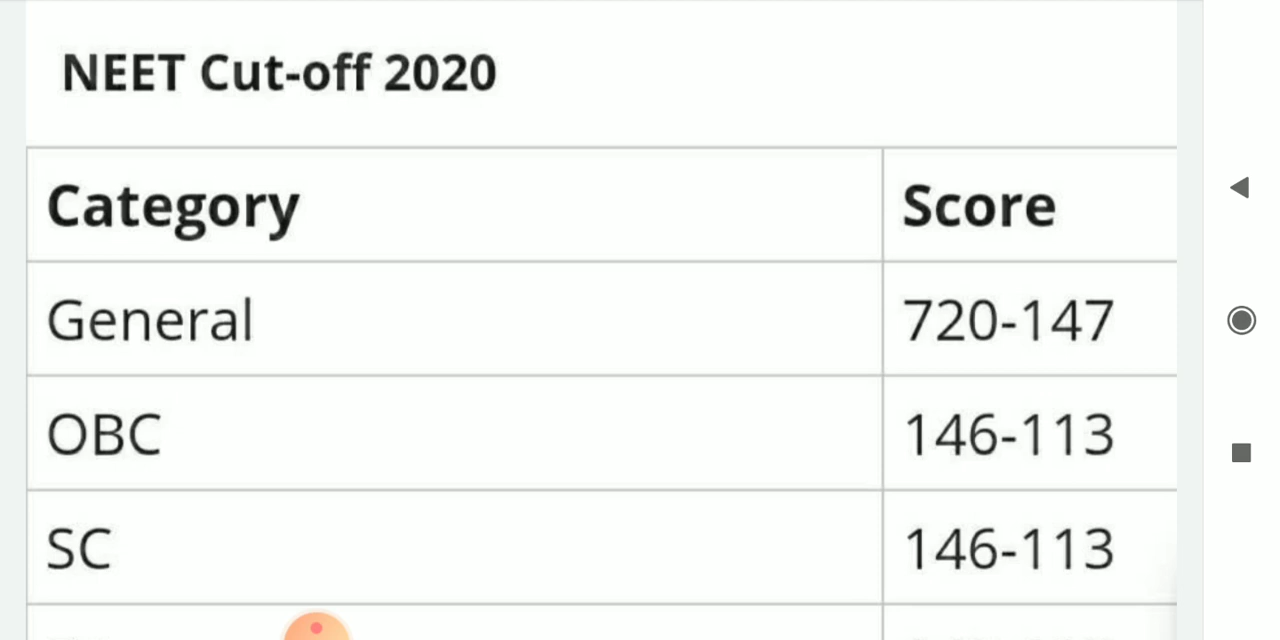 NEET Cut-off 2020
Category Score
General 720-147
OBC 146-113
SC 146-113